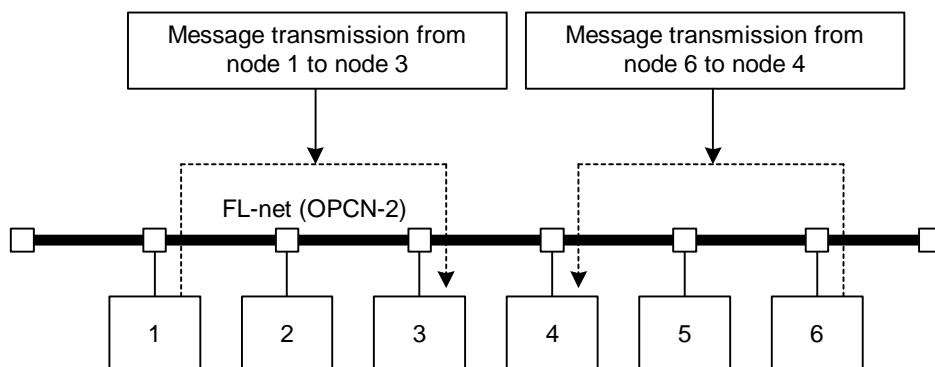 Message transmission from
node 1 to node 3
Message transmission from
node 6 to node 4
FL-net (OPCN-2)
1
2
3
4
5
6